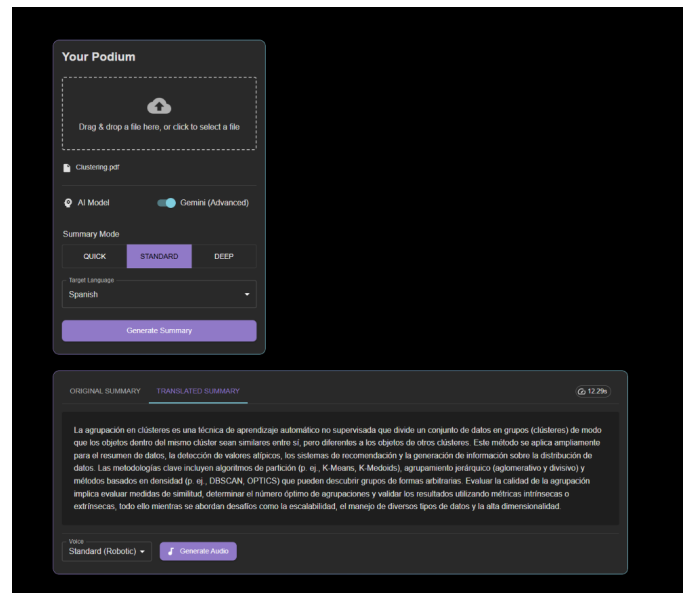 Your Podium
Drag & drop a file here, or click to select a file
Clustering.pdf
AI Model
Gemini (Advanced)
Summary Mode
QUICK
STANDARD
DEEP
Target Language
Spanish
Generate Summary
ORIGINAL SUMMARY
TRANSLATED SUMMARY
12.29s
La agrupación en clústeres es una técnica de aprendizaje automático no supervisada que divide un conjunto de datos en grupos (clústeres) de modo
que los objetos dentro del mismo clúster sean similares entre sí, pero diferentes a los objetos de otros clústeres. Este método se aplica ampliamente
para el resumen de datos, la detección de valores atípicos, los sistemas de recomendación y la generación de información sobre la distribución de
datos. Las metodologías clave incluyen algoritmos de partición (p. ej., K-Means, K-Medoids), agrupamiento jerárquico (aglomerativo y divisivo) y
métodos basados en densidad (p. ej., DBSCAN, OPTICS) que pueden descubrir grupos de formas arbitrarias. Evaluar la calidad de la agrupación
implica evaluar medidas de similitud, determinar el número óptimo de agrupaciones y validar los resultados utilizando métricas intrínsecas o
extrínsecas, todo ello mientras se abordan desafíos como la escalabilidad, el manejo de diversos tipos de datos y la alta dimensionalidad.
Voice
Standard (Robotic)
Generate Audio